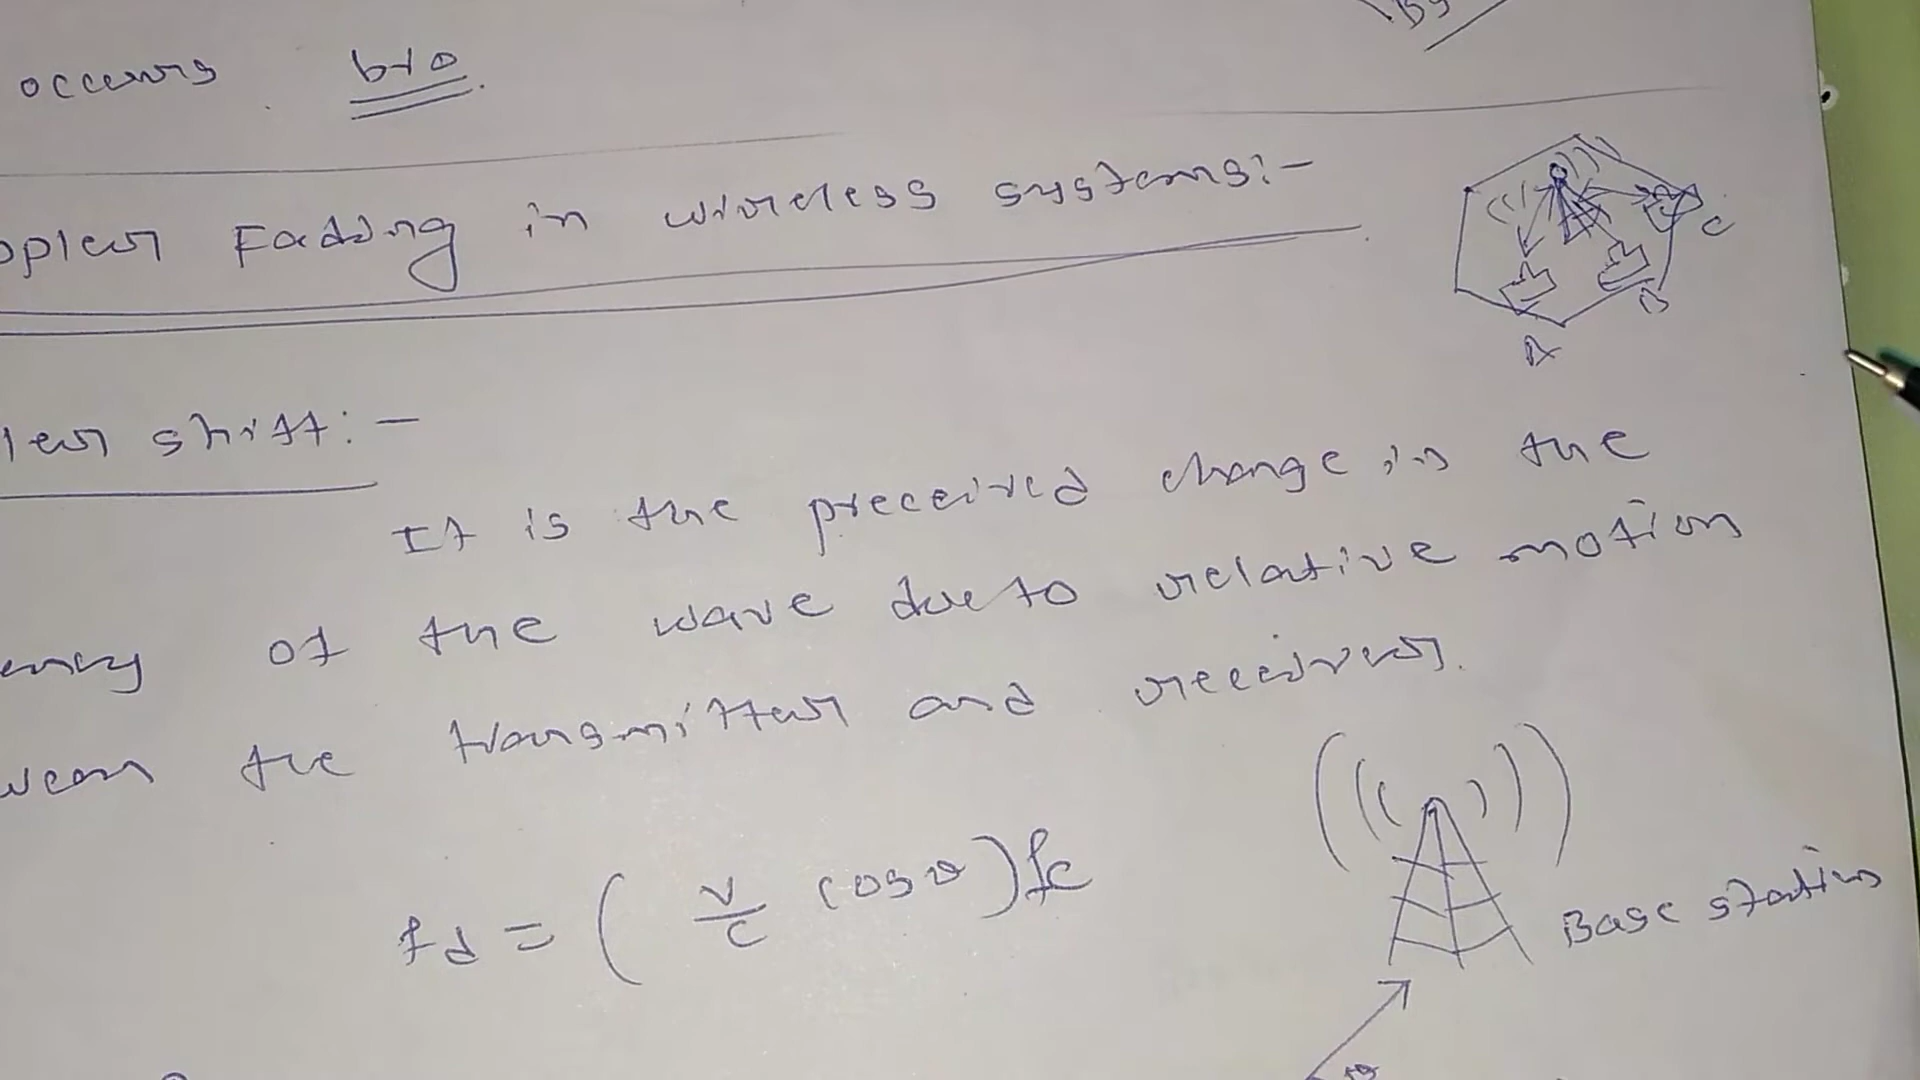 By
occurs b/w
oppler Fading in wireless systems:-
C
B
A
ler shift:-
It is the preceived change in the
ency of the wave due to relative motion
ween the transmitter and receiver.
fd = ( v/c cos θ ) fc
Base station
θ